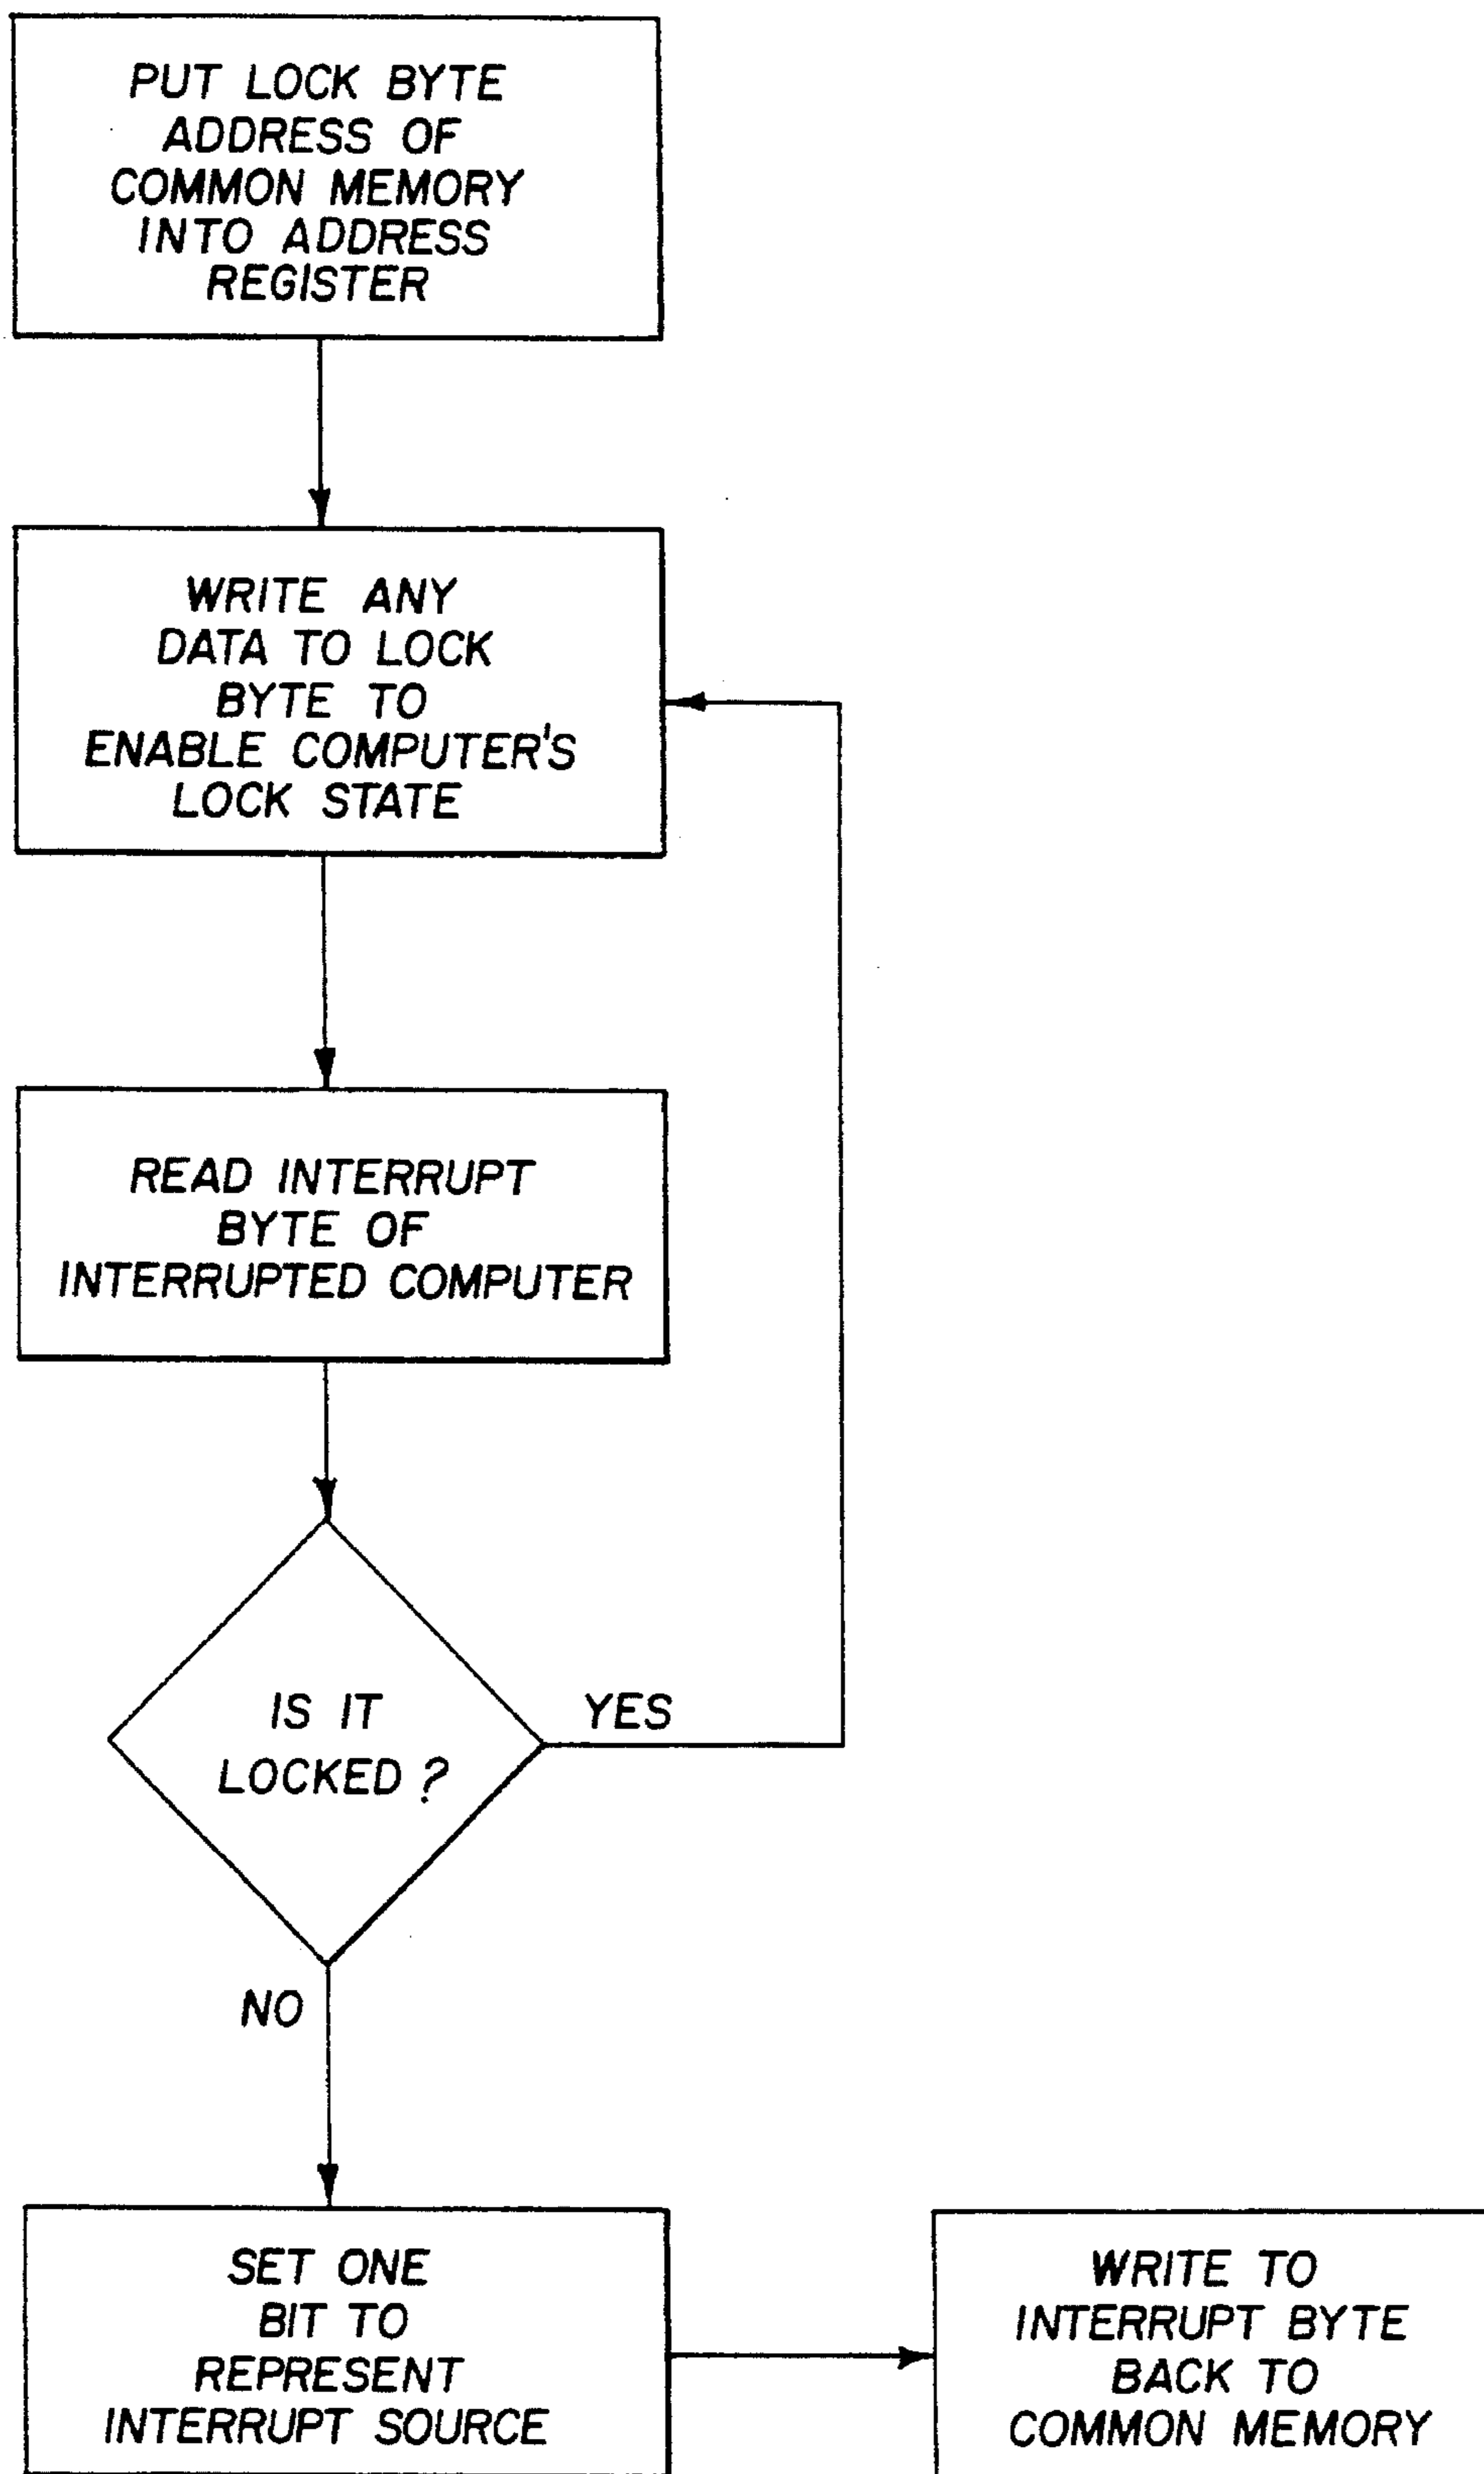 PUT LOCK BYTE
ADDRESS OF
COMMON MEMORY
INTO ADDRESS
REGISTER
WRITE ANY
DATA TO LOCK
BYTE TO
ENABLE COMPUTER'S
LOCK STATE
READ INTERRUPT
BYTE OF
INTERRUPTED COMPUTER
IS IT
LOCKED ?
YES
NO
SET ONE
BIT TO
REPRESENT
INTERRUPT SOURCE
WRITE TO
INTERRUPT BYTE
BACK TO
COMMON MEMORY